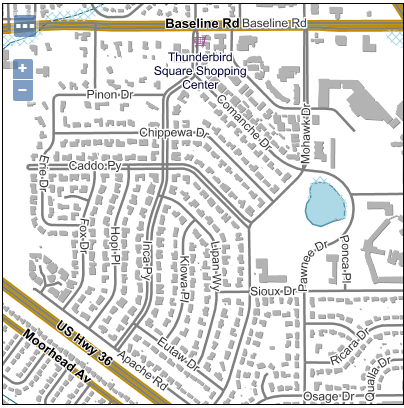 Baseline Rd Baseline Rd
Thunderbird
Square Shopping
Center
+
−
Pinon Dr
Comanche Dr
Mohawk Dr
Chippewa Dr
Erie Dr
Caddo Py
Fox Dr
Hopi Pl
Inca Py
Kiowa Pl
Lipan Wy
Pawnee Dr
Ponca Pl
Sioux Dr
US Hwy 36
Moorhead Av
Apache Rd
Eutaw Dr
Ricara Dr
Qualla Dr
Osage Dr